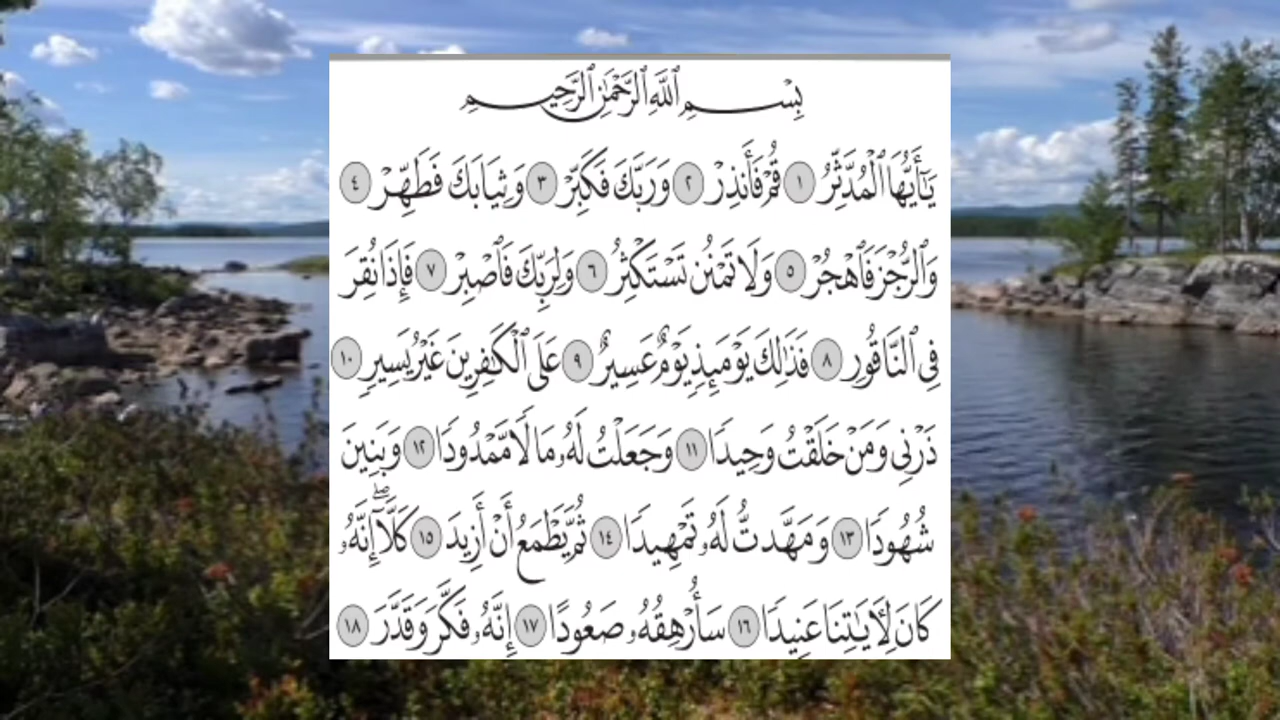 بِسْمِ ٱللَّهِ ٱلرَّحْمَٰنِ ٱلرَّحِيمِ
يَٰٓأَيُّهَا ٱلْمُدَّثِّرُ ١ قُمْ فَأَنذِرْ ٢ وَرَبَّكَ فَكَبِّرْ ٣ وَثِيَابَكَ فَطَهِّرْ ٤
وَٱلرُّجْزَ فَٱهْجُرْ ٥ وَلَا تَمْنُن تَسْتَكْثِرُ ٦ وَلِرَبِّكَ فَٱصْبِرْ ٧ فَإِذَا نُقِرَ
فِى ٱلنَّاقُورِ ٨ فَذَٰلِكَ يَوْمَئِذٍ يَوْمٌ عَسِيرٌ ٩ عَلَى ٱلْكَٰفِرِينَ غَيْرُ يَسِيرٍ ١٠
ذَرْنِى وَمَنْ خَلَقْتُ وَحِيدًا ١١ وَجَعَلْتُ لَهُۥ مَالًا مَّمْدُودًا ١٢ وَبَنِينَ
شُهُودًا ١٣ وَمَهَّدتُّ لَهُۥ تَمْهِيدًا ١٤ ثُمَّ يَطْمَعُ أَنْ أَزِيدَ ١٥ كَلَّآ ۖ إِنَّهُۥ
كَانَ لِـَٔايَٰتِنَا عَنِيدًا ١٦ سَأُرْهِقُهُۥ صَعُودًا ١٧ إِنَّهُۥ فَكَّرَ وَقَدَّرَ ١٨